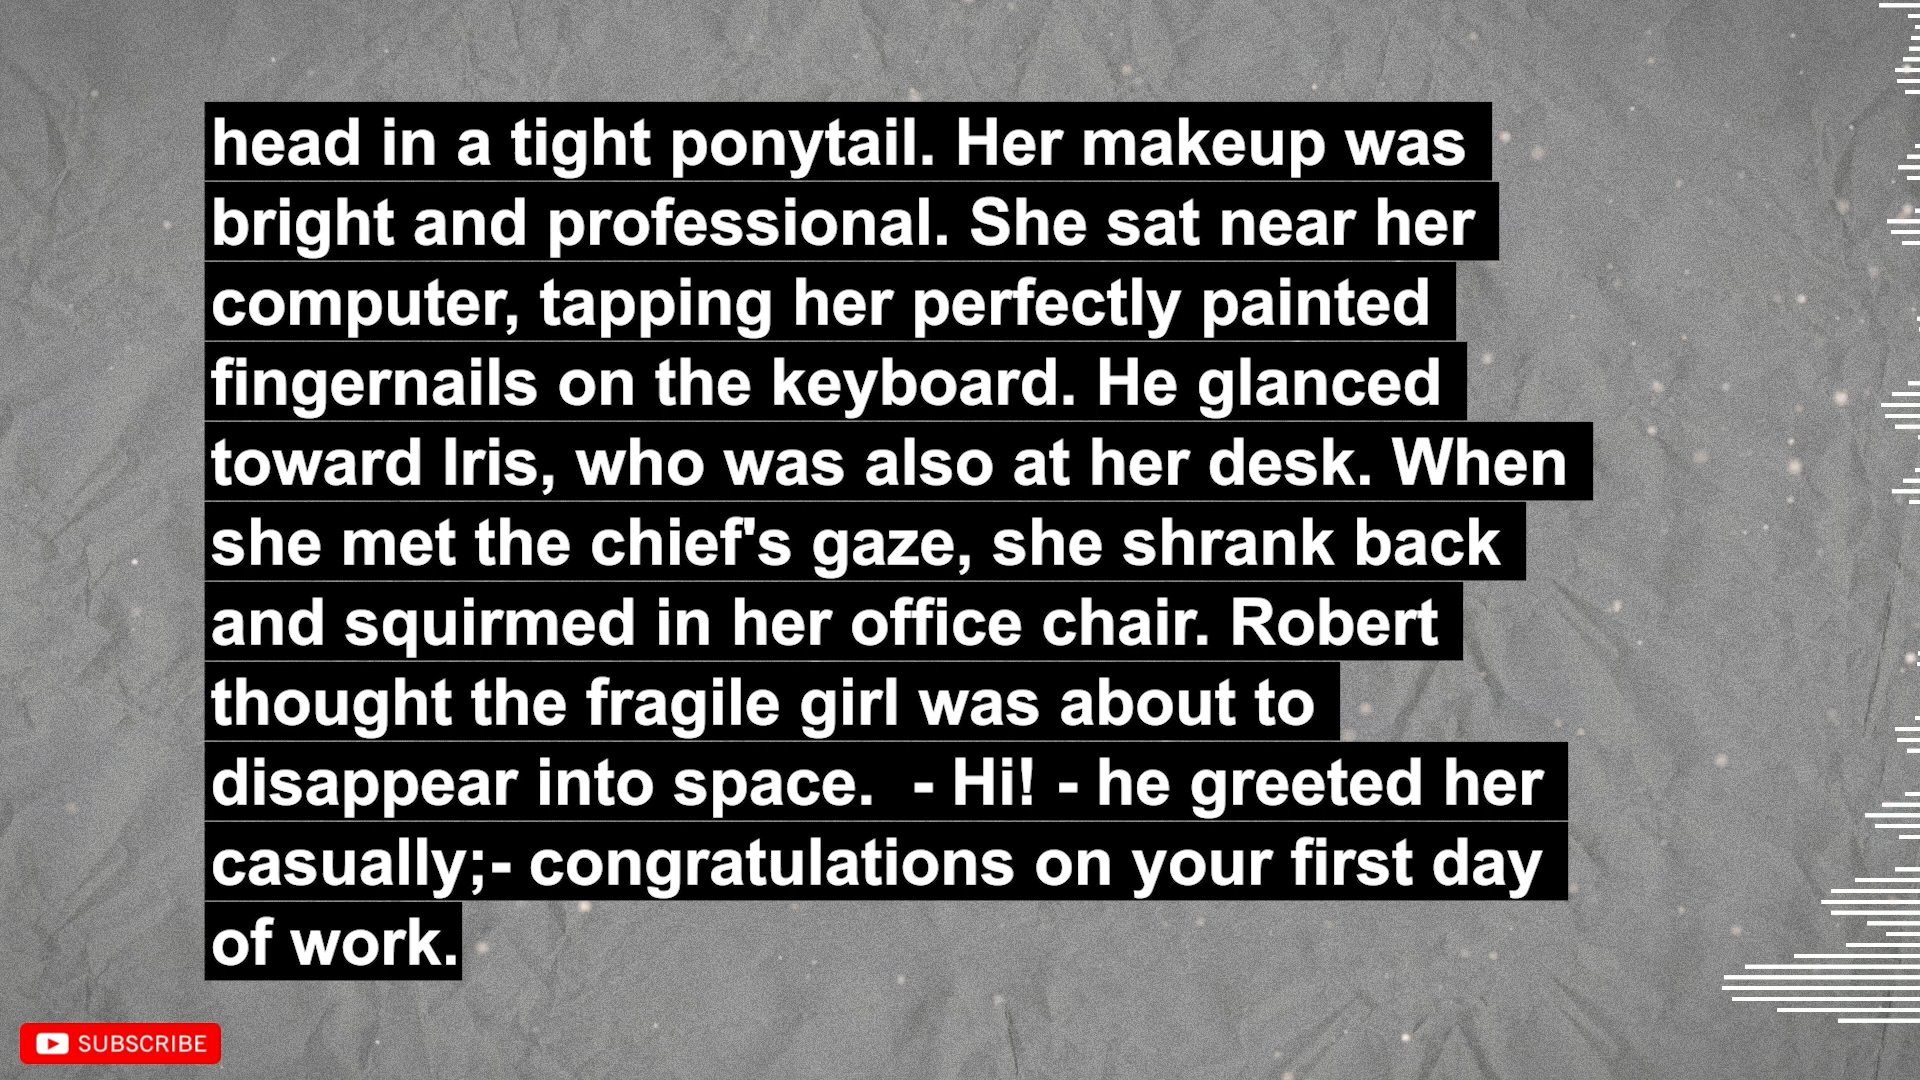 head in a tight ponytail. Her makeup was
bright and professional. She sat near her
computer, tapping her perfectly painted
fingernails on the keyboard. He glanced
toward Iris, who was also at her desk. When
she met the chief's gaze, she shrank back
and squirmed in her office chair. Robert
thought the fragile girl was about to
disappear into space.  - Hi! - he greeted her
casually;- congratulations on your first day
of work.
SUBSCRIBE